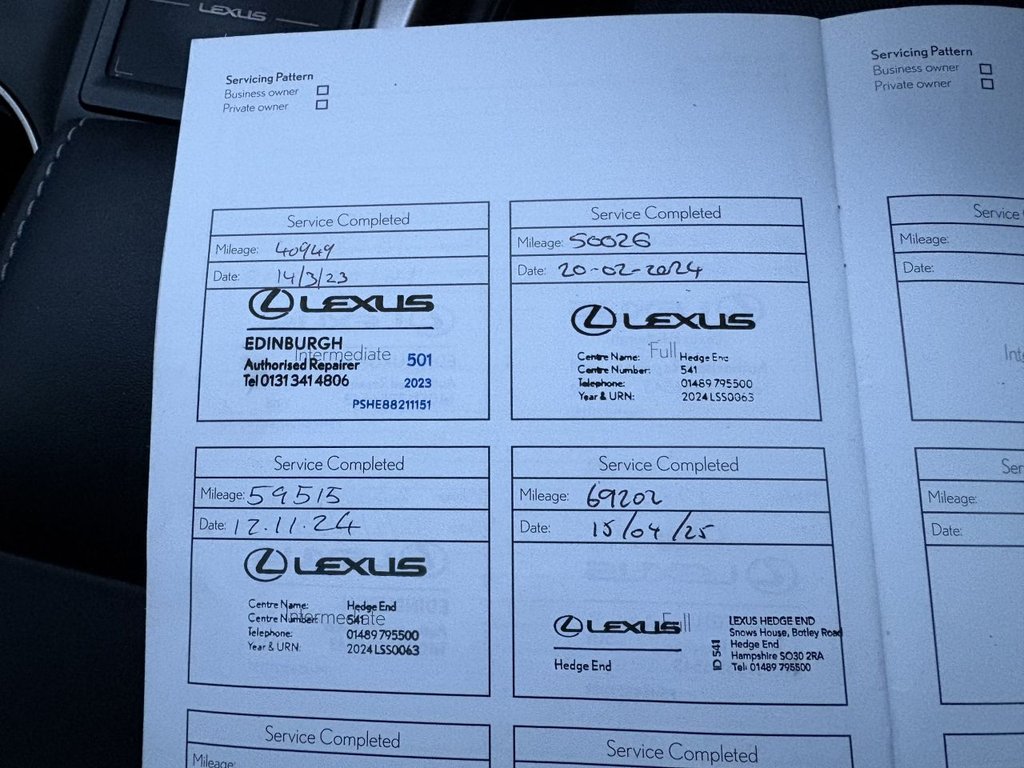 LEXUS
Servicing Pattern
Business owner
Private owner
Servicing Pattern
Business owner
Private owner
Service Completed
Mileage: 40949
Date: 14/3/23
LEXUS
EDINBURGH
Intermediate
Authorised Repairer
501
Tel 0131 341 4806
2023
PSHE88211151
Service Completed
Mileage: 50026
Date: 20-02-2024
LEXUS
Full
Centre Name: Hedge End
Centre Number: 541
Telephone: 01489 795500
Year & URN: 2024 LSS0063
Service
Mileage:
Date:
Service Completed
Mileage: 59515
Date: 12.11.24
LEXUS
Centre Name: Hedge End
Centre Number: 541
Intermediate
Telephone: 01489 795500
Year & URN: 2024 LSS0063
Service Completed
Mileage: 69202
Date: 15/04/25
Full
LEXUS
Hedge End
ID 541
LEXUS HEDGE END
Snows House, Botley Road
Hedge End
Hampshire SO30 2RA
Tel: 01489 795500
Ser
Mileage:
Date:
Service Completed
Mileage:
Service Completed